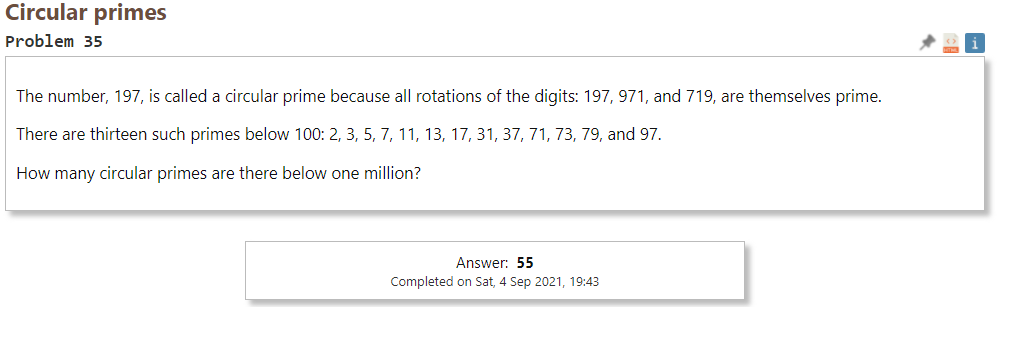 Circular primes
Problem 35
The number, 197, is called a circular prime because all rotations of the digits: 197, 971, and 719, are themselves prime.
There are thirteen such primes below 100: 2, 3, 5, 7, 11, 13, 17, 31, 37, 71, 73, 79, and 97.
How many circular primes are there below one million?
Answer: 55
Completed on Sat, 4 Sep 2021, 19:43